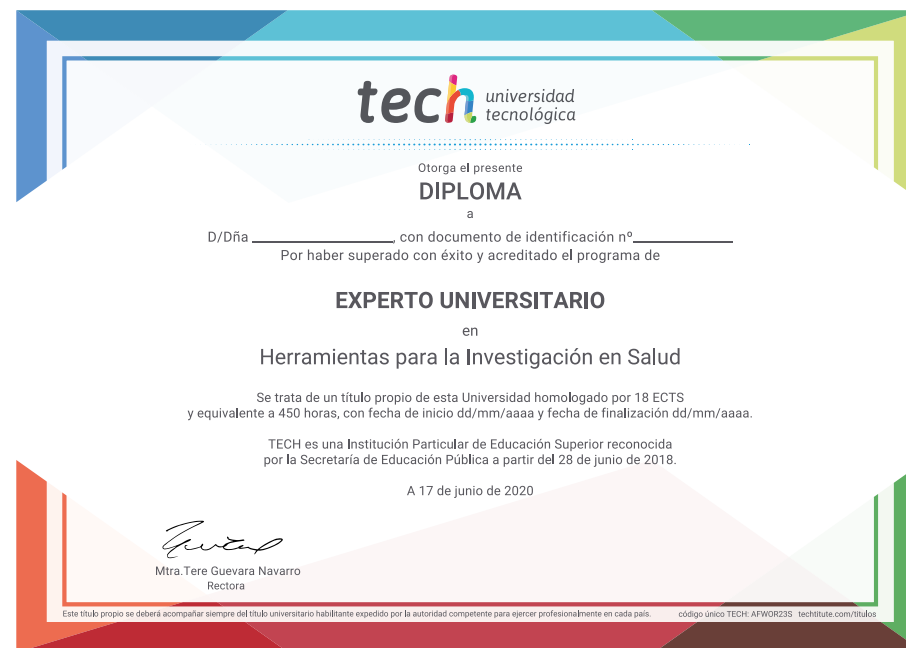 tech universidad
tecnológica
Otorga el presente
DIPLOMA
a
D/Dña ____________________, con documento de identificación nº______________
Por haber superado con éxito y acreditado el programa de
EXPERTO UNIVERSITARIO
en
Herramientas para la Investigación en Salud
Se trata de un título propio de esta Universidad homologado por 18 ECTS
y equivalente a 450 horas, con fecha de inicio dd/mm/aaaa y fecha de finalización dd/mm/aaaa.
TECH es una Institución Particular de Educación Superior reconocida
por la Secretaría de Educación Pública a partir del 28 de junio de 2018.
A 17 de junio de 2020
Mtra.Tere Guevara Navarro
Rectora
Este título propio se deberá acompañar siempre del título universitario habilitante expedido por la autoridad competente para ejercer profesionalmente en cada país. código único TECH: AFWOR23S techtitute.com/titulos